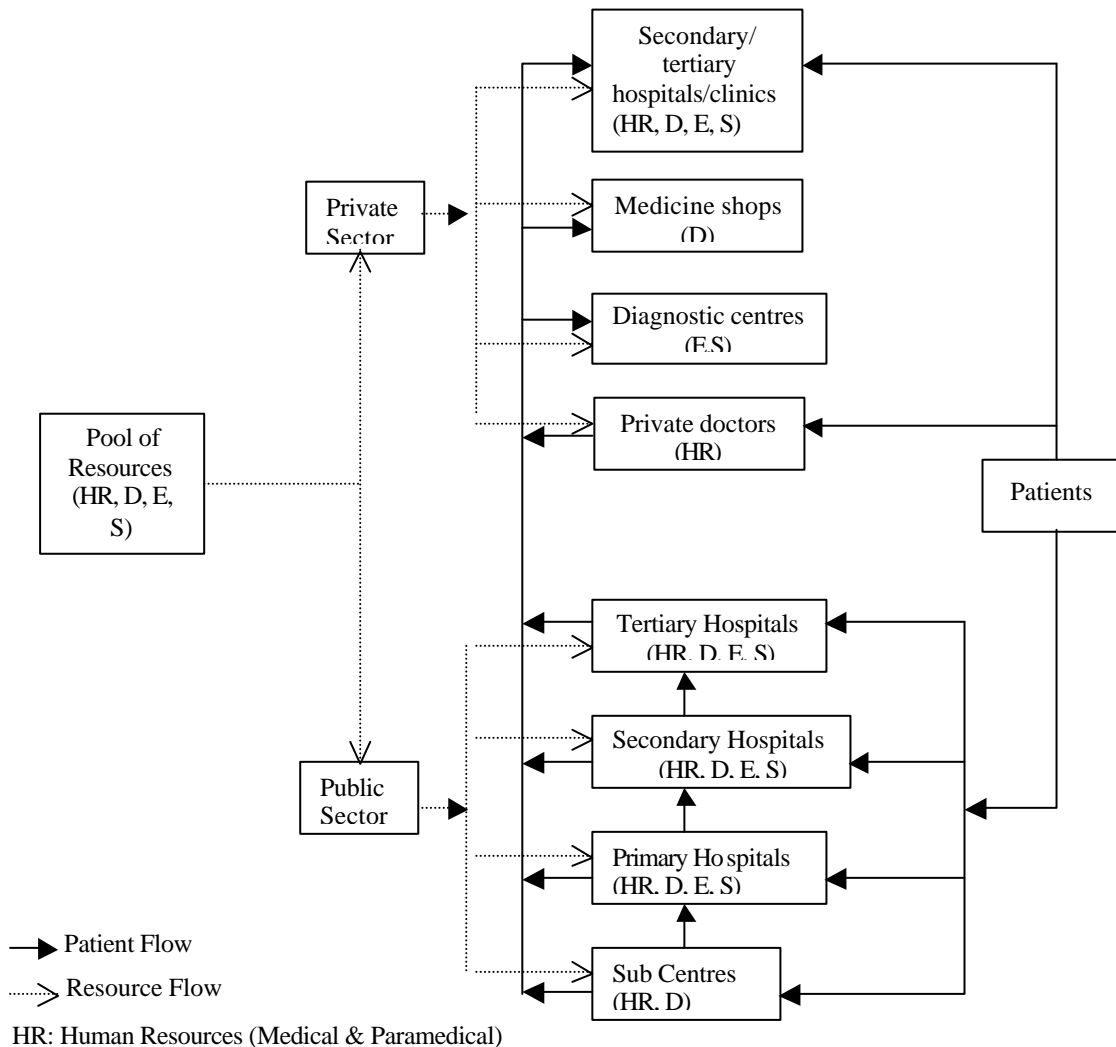 Secondary/
tertiary
hospitals/clinics
(HR, D, E, S)
Private
Sector
Medicine shops
(D)
Diagnostic centres
(E,S)
Pool of
Resources
(HR, D, E,
S)
Private doctors
(HR)
Patients
Tertiary Hospitals
(HR, D, E, S)
Secondary Hospitals
(HR, D, E, S)
Public
Sector
Primary Hospitals
(HR, D, E, S)
Sub Centres
(HR, D)
Patient Flow
Resource Flow
HR: Human Resources (Medical & Paramedical)